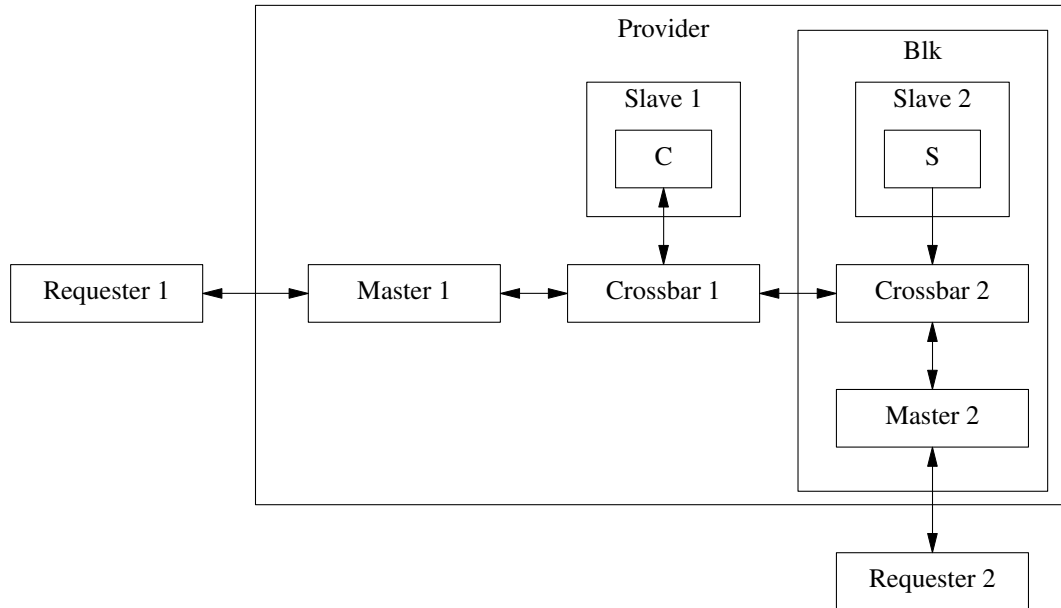 Provider
Blk
Slave 1
Slave 2
C
S
Requester 1
Master 1
Crossbar 1
Crossbar 2
Master 2
Requester 2